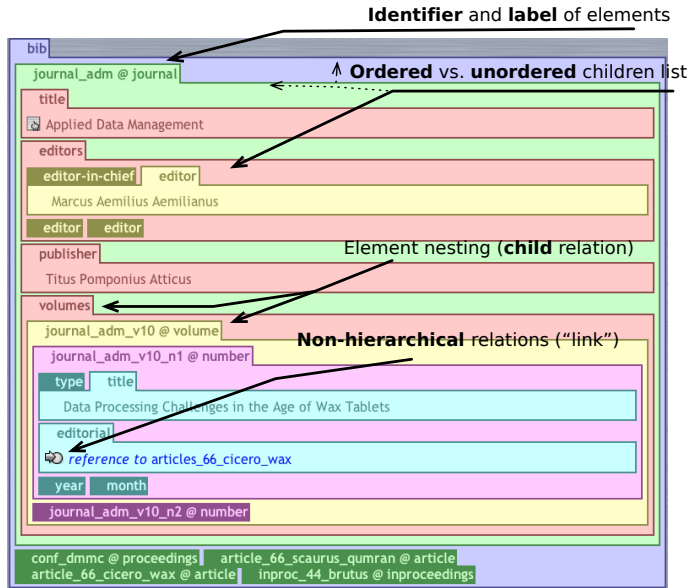 Identifier and label of elements
bib
journal_adm @ journal
Ordered vs. unordered children list
title
Applied Data Management
editors
editor-in-chief editor
Marcus Aemilius Aemilianus
editor editor
Element nesting (child relation)
publisher
Titus Pomponius Atticus
volumes
journal_adm_v10 @ volume
Non-hierarchical relations (“link”)
journal_adm_v10_n1 @ number
type title
Data Processing Challenges in the Age of Wax Tablets
editorial
reference to articles_66_cicero_wax
year month
journal_adm_v10_n2 @ number
conf_dmmc @ proceedings article_66_scaurus_qumran @ article
article_66_cicero_wax @ article inproc_44_brutus @ inproceedings